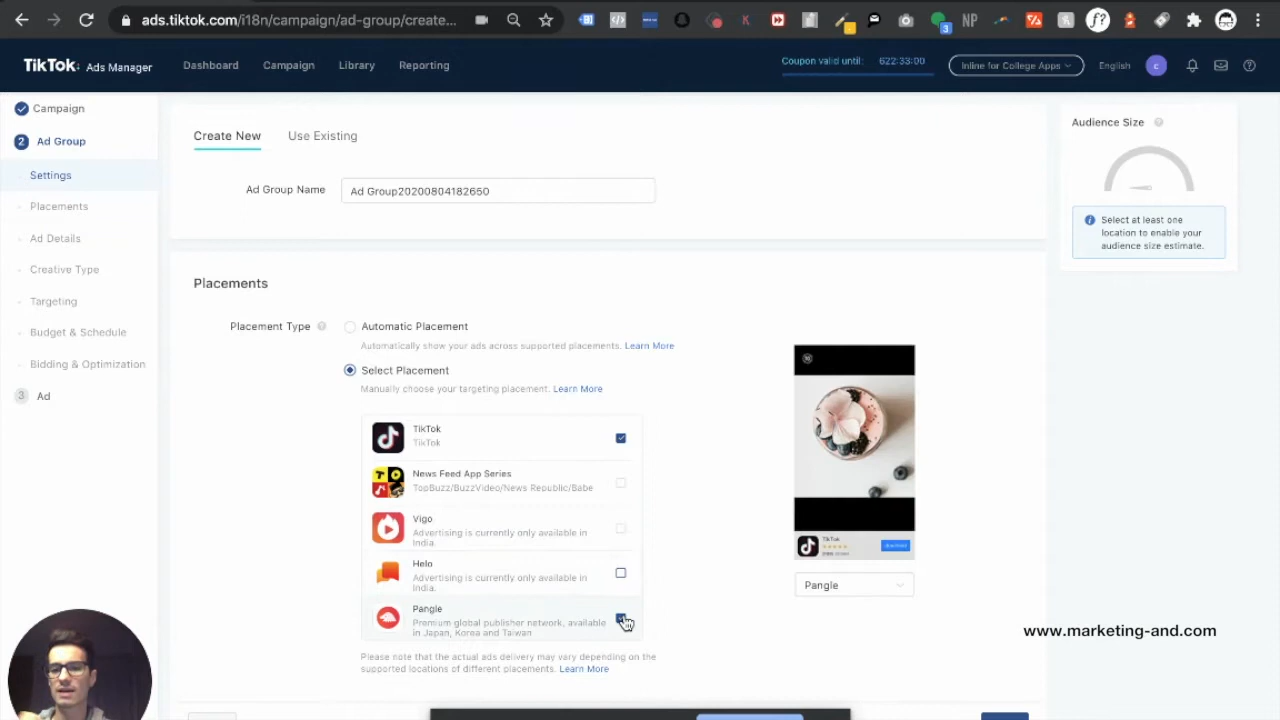 ads.tiktok.com/i18n/campaign/ad-group/create...
TikTok: Ads Manager
Dashboard
Campaign
Library
Reporting
Coupon valid until: 622:33:00
Inline for College Apps
English
c
Campaign
2 Ad Group
Settings
Placements
Ad Details
Creative Type
Targeting
Budget & Schedule
Bidding & Optimization
3 Ad
Create New
Use Existing
Ad Group Name
Ad Group20200804182650
Placements
Placement Type
Automatic Placement
Automatically show your ads across supported placements. Learn More
Select Placement
Manually choose your targeting placement. Learn More
TikTok
TikTok
News Feed App Series
TopBuzz/BuzzVideo/News Republic/Babe
Vigo
Advertising is currently only available in
India.
Helo
Advertising is currently only available in
India.
Pangle
Premium global publisher network, available
in Japan, Korea and Taiwan
Please note that the actual ads delivery may vary depending on the
supported locations of different placements. Learn More
TikTok
Pangle
Audience Size
Select at least one
location to enable your
audience size estimate.
www.marketing-and.com